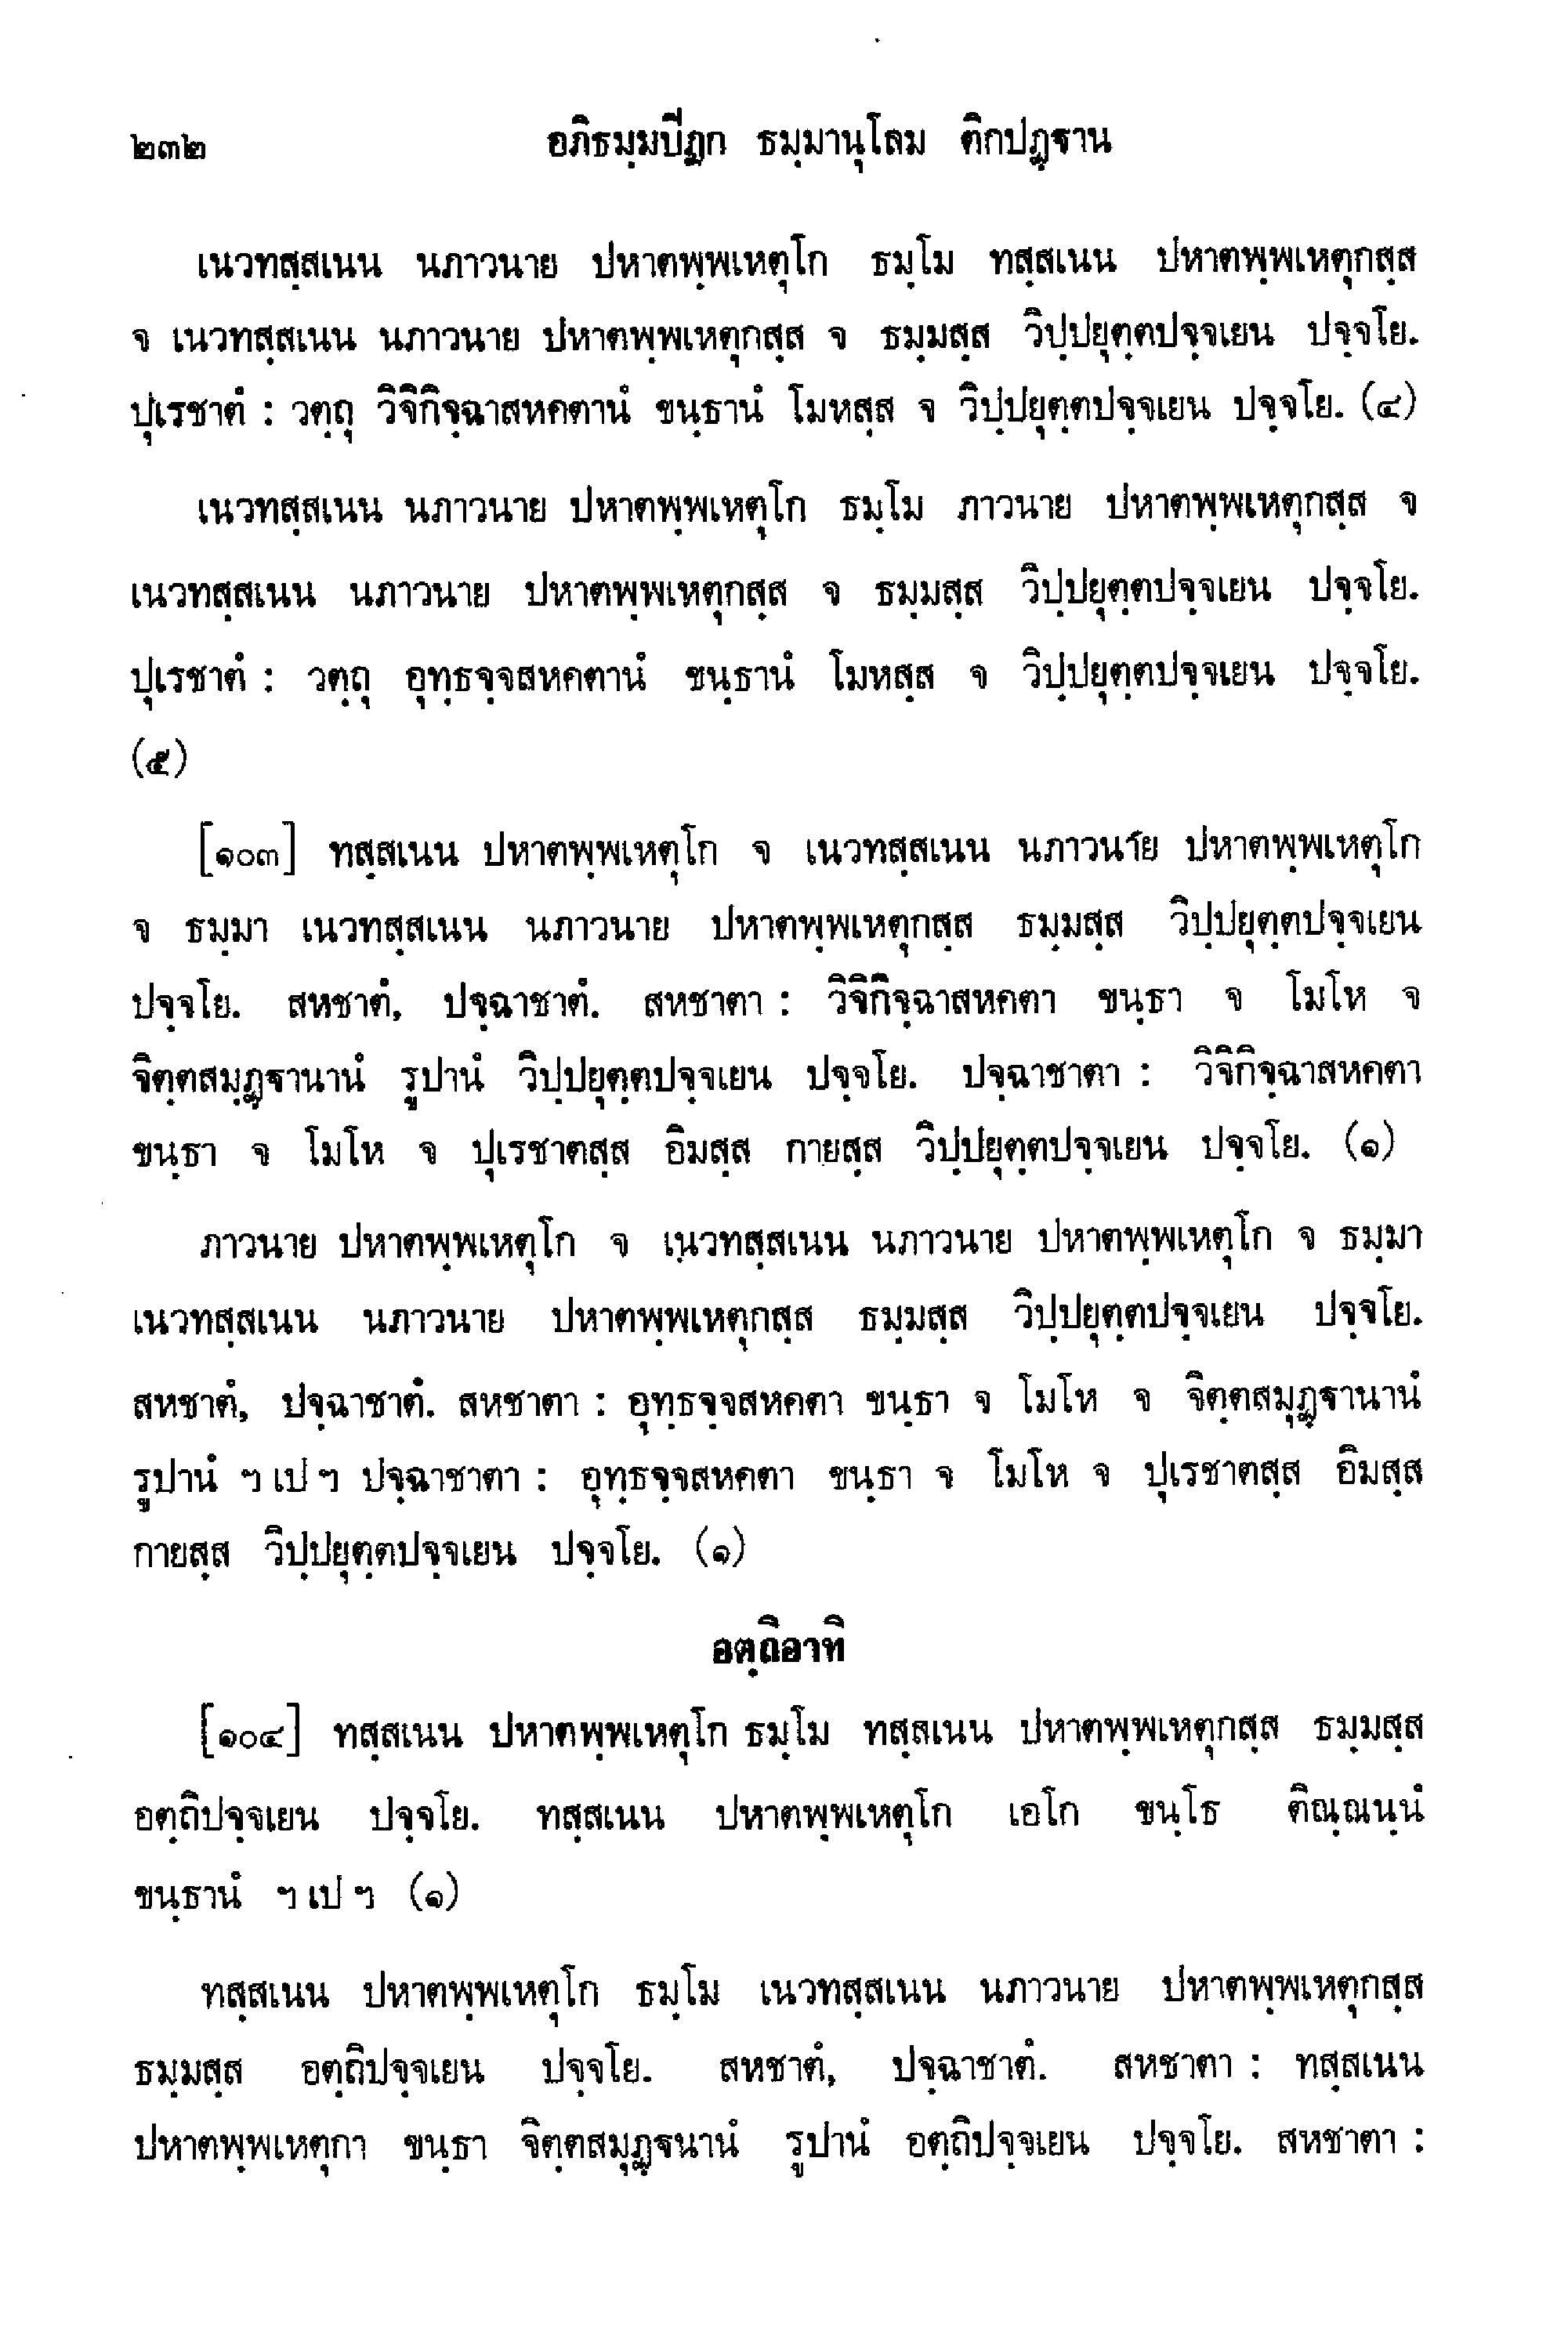 ๒๓๒ อภิธมฺมปีฏก ธมฺมานุโลม ติกปฏฺฐาน
เนวทสฺสเนน นภาวนาย ปหาตพฺพเหตุโก ธมฺโม ทสฺสเนน ปหาตพฺพเหตุกสฺส
จ เนวทสฺสเนน นภาวนาย ปหาตพฺพเหตุกสฺส จ ธมฺมสฺส วิปฺปยุตฺตปจฺจเยน ปจฺจโย.
ปุเรชาตํ : วตฺถุ วิจิกิจฺฉาสหคตานํ ขนฺธานํ โมหสฺส จ วิปฺปยุตฺตปจฺจเยน ปจฺจโย. (๔)
เนวทสฺสเนน นภาวนาย ปหาตพฺพเหตุโก ธมฺโม ภาวนาย ปหาตพฺพเหตุกสฺส จ
เนวทสฺสเนน นภาวนาย ปหาตพฺพเหตุกสฺส จ ธมฺมสฺส วิปฺปยุตฺตปจฺจเยน ปจฺจโย.
ปุเรชาตํ : วตฺถุ อุทฺธจฺจสหคตานํ ขนฺธานํ โมหสฺส จ วิปฺปยุตฺตปจฺจเยน ปจฺจโย.
(๕)
[๑๐๓] ทสฺสเนน ปหาตพฺพเหตุโก จ เนวทสฺสเนน นภาวนาย ปหาตพฺพเหตุโก
จ ธมฺมา เนวทสฺสเนน นภาวนาย ปหาตพฺพเหตุกสฺส ธมฺมสฺส วิปฺปยุตฺตปจฺจเยน
ปจฺจโย. สหชาตํ, ปจฺฉาชาตํ. สหชาตา : วิจิกิจฺฉาสหคตา ขนฺธา จ โมโห จ
จิตฺตสมฺฏฺฐานานํ รูปานํ วิปฺปยุตฺตปจฺจเยน ปจฺจโย. ปจฺฉาชาตา : วิจิกิจฺฉาสหคตา
ขนฺธา จ โมโห จ ปุเรชาตสฺส อิมสฺส กายสฺส วิปฺปยุตฺตปจฺจเยน ปจฺจโย. (๑)
ภาวนาย ปหาตพฺพเหตุโก จ เนวทสฺสเนน นภาวนาย ปหาตพฺพเหตุโก จ ธมฺมา
เนวทสฺสเนน นภาวนาย ปหาตพฺพเหตุกสฺส ธมฺมสฺส วิปฺปยุตฺตปจฺจเยน ปจฺจโย.
สหชาตํ, ปจฺฉาชาตํ. สหชาตา : อุทฺธจฺจสหคตา ขนฺธา จ โมโห จ จิตฺตสมุฏฺฐานานํ
รูปานํ ฯ เป ฯ ปจฺฉาชาตา : อุทฺธจฺจสหคตา ขนฺธา จ โมโห จ ปุเรชาตสฺส อิมสฺส
กายสฺส วิปฺปยุตฺตปจฺจเยน ปจฺจโย. (๑)
อตฺถิอาทิ
[๑๐๔] ทสฺสเนน ปหาตพฺพเหตุโก ธมฺโม ทสฺสเนน ปหาตพฺพเหตุกสฺส ธมฺมสฺส
อตฺถิปจฺจเยน ปจฺจโย. ทสฺสเนน ปหาตพฺพเหตุโก เอโก ขนฺโธ ติณฺณนฺนํ
ขนฺธานํ ฯ เป ฯ (๑)
ทสฺสเนน ปหาตพฺพเหตุโก ธมฺโม เนวทสฺสเนน นภาวนาย ปหาตพฺพเหตุกสฺส
ธมฺมสฺส อตฺถิปจฺจเยน ปจฺจโย. สหชาตํ, ปจฺฉาชาตํ. สหชาตา : ทสฺสเนน
ปหาตพฺพเหตุกา ขนฺธา จิตฺตสมุฏฺฐนานํ รูปานํ อตฺถิปจฺจเยน ปจฺจโย. สหชาตา :